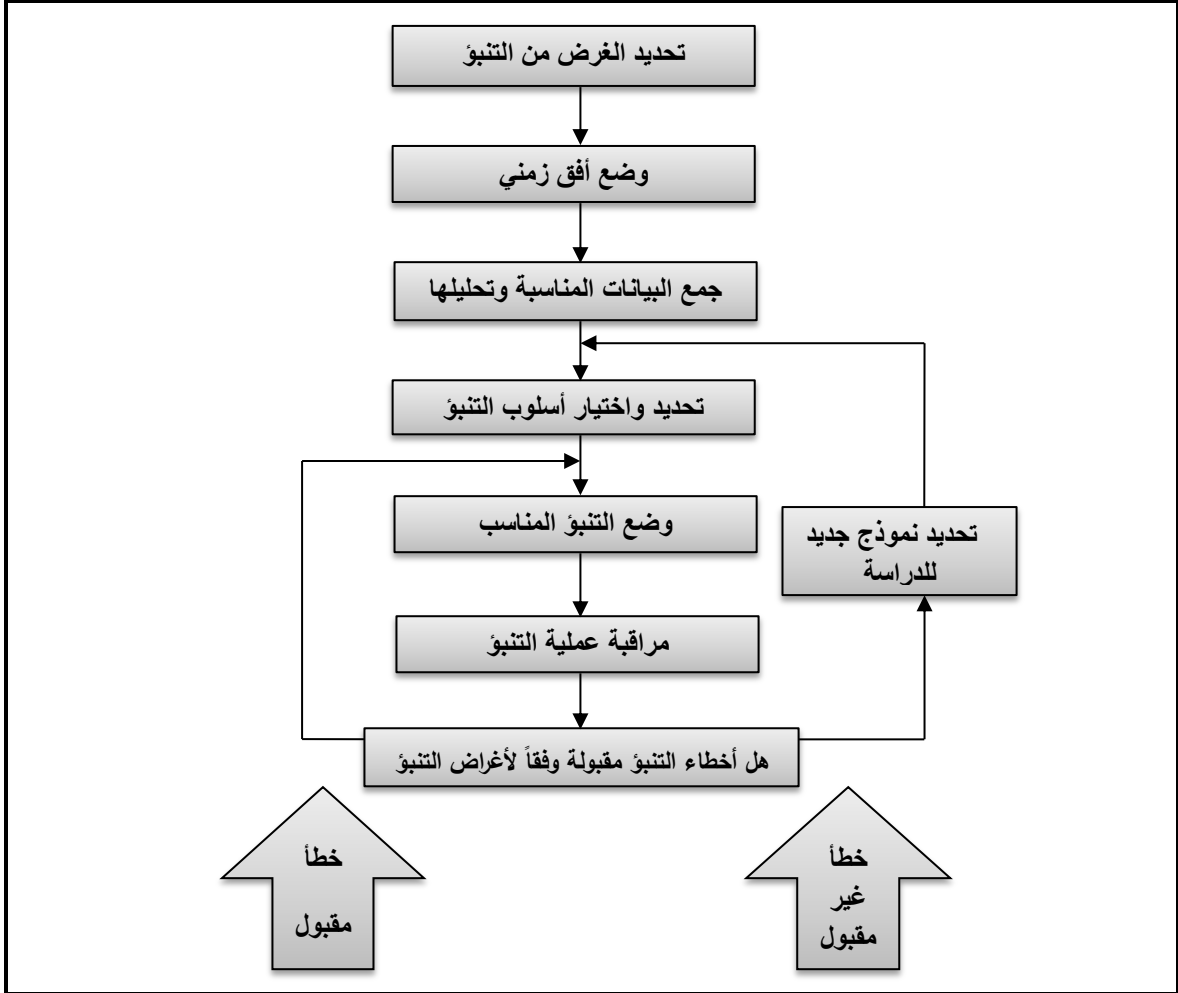 تحديد الغرض من التنبؤ
وضع أفق زمني
جمع البيانات المناسبة وتحليلها
تحديد واختيار أسلوب التنبؤ
وضع التنبؤ المناسب
تحديد نموذج جديد
للدراسة
مراقبة عملية التنبؤ
هل أخطاء التنبؤ مقبولة وفقاً لأغراض التنبؤ
خطأ
غير
مقبول
خطأ
مقبول